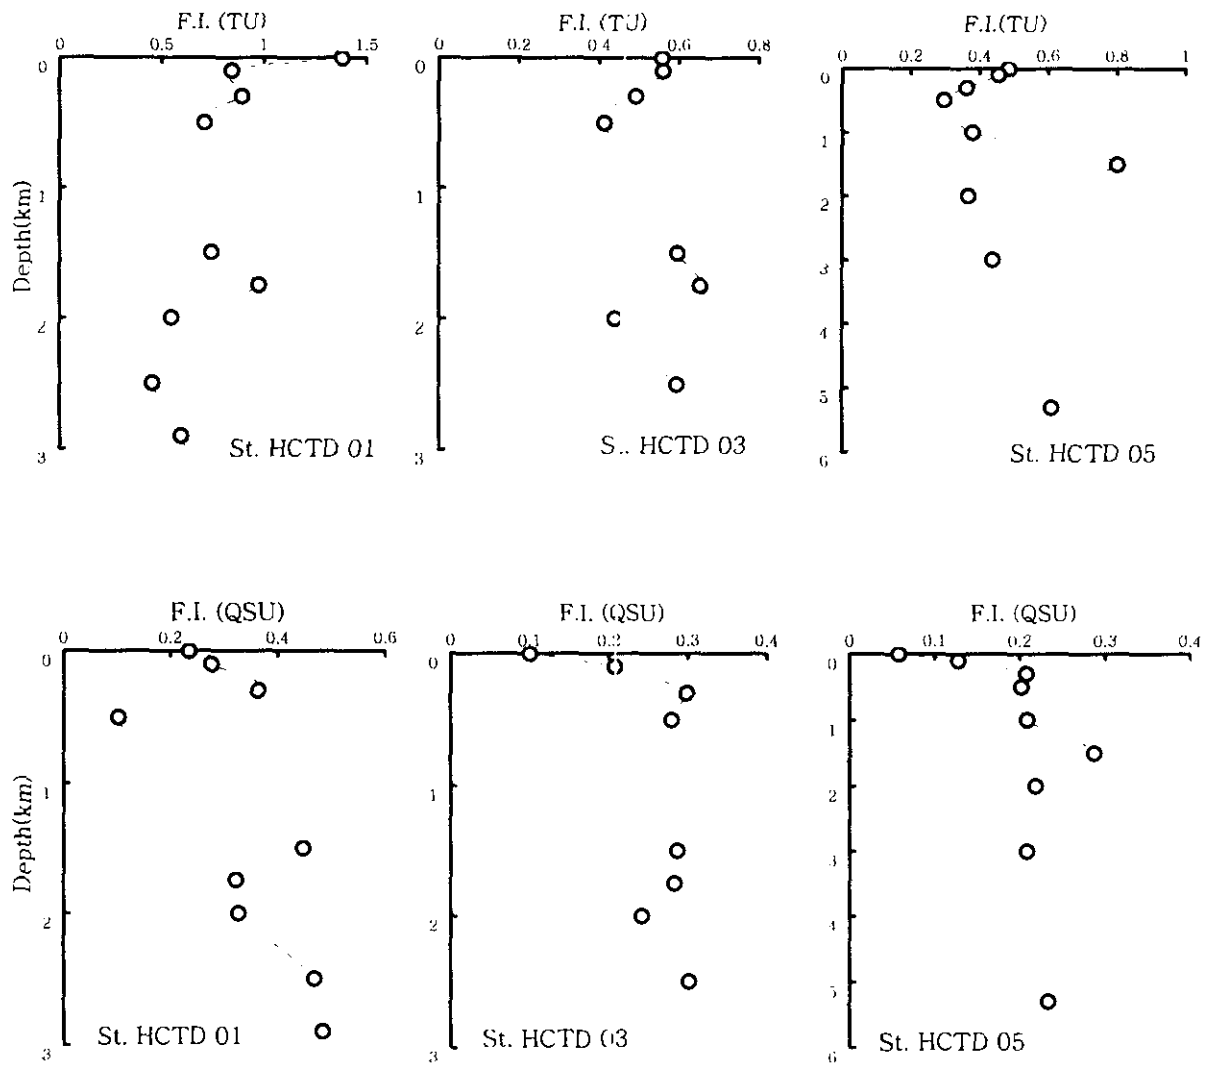 F.I. (TU)
0 0.5 1 1.5
0
1
2
3
Depth(km)
St. HCTD 01
F.I. (TU)
0 0.2 0.4 0.6 0.8
0
1
2
3
HCTD 03
F.I.(TU)
0 0.2 0.4 0.6 0.8 1
0
1
2
3
4
5
6
St. HCTD 05
F.I. (QSU)
0 0.2 0.4 0.6
0
1
2
3
Depth(km)
St. HCTD 01
F.I. (QSU)
0 0.1 0.2 0.3 0.4
0
1
2
3
St. HCTD 03
F.I. (QSU)
0 0.1 0.2 0.3 0.4
0
1
2
3
4
5
6
St. HCTD 05